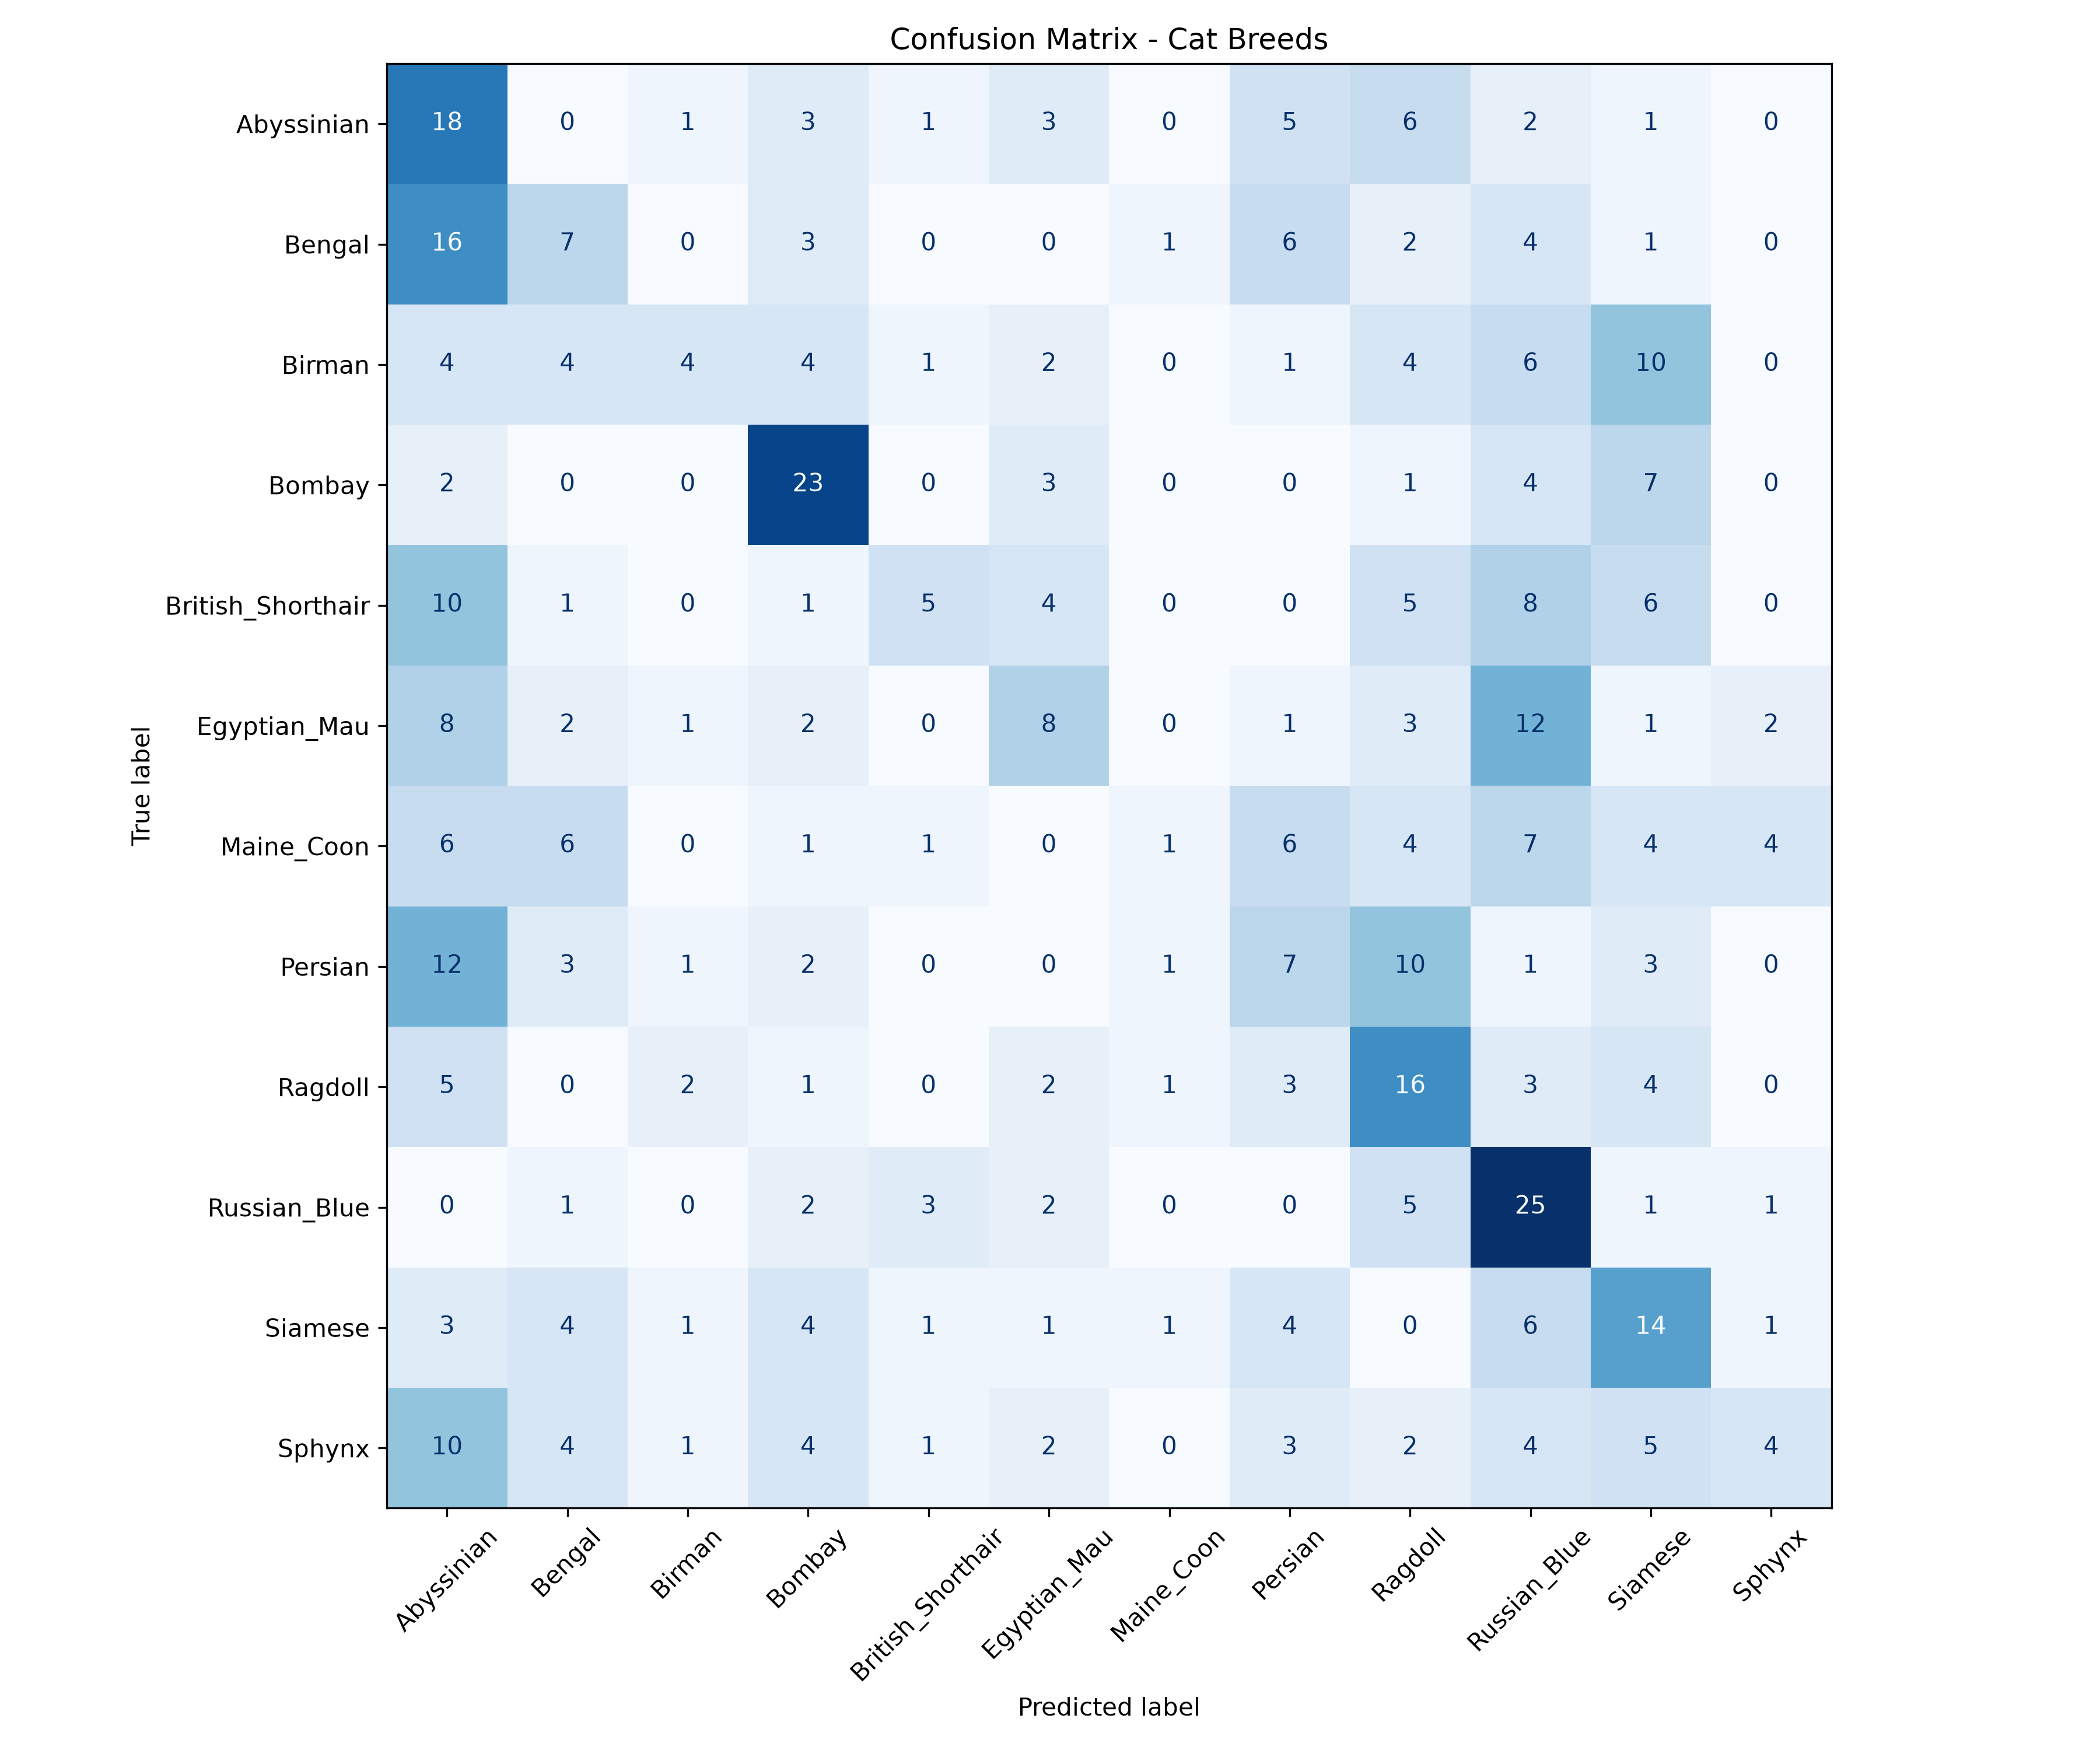 Confusion Matrix - Cat Breeds
Abyssinian 18 0 1 3 1 3 0 5 6 2 1 0
Bengal 16 7 0 3 0 0 1 6 2 4 1 0
Birman 4 4 4 4 1 2 0 1 4 6 10 0
Bombay 2 0 0 23 0 3 0 0 1 4 7 0
British_Shorthair 10 1 0 1 5 4 0 0 5 8 6 0
Egyptian_Mau 8 2 1 2 0 8 0 1 3 12 1 2
Maine_Coon 6 6 0 1 1 0 1 6 4 7 4 4
Persian 12 3 1 2 0 0 1 7 10 1 3 0
Ragdoll 5 0 2 1 0 2 1 3 16 3 4 0
Russian_Blue 0 1 0 2 3 2 0 0 5 25 1 1
Siamese 3 4 1 4 1 1 1 4 0 6 14 1
Sphynx 10 4 1 4 1 2 0 3 2 4 5 4
True label
Abyssinian Bengal Birman Bombay British_Shorthair Egyptian_Mau Maine_Coon Persian Ragdoll Russian_Blue Siamese Sphynx
Predicted label